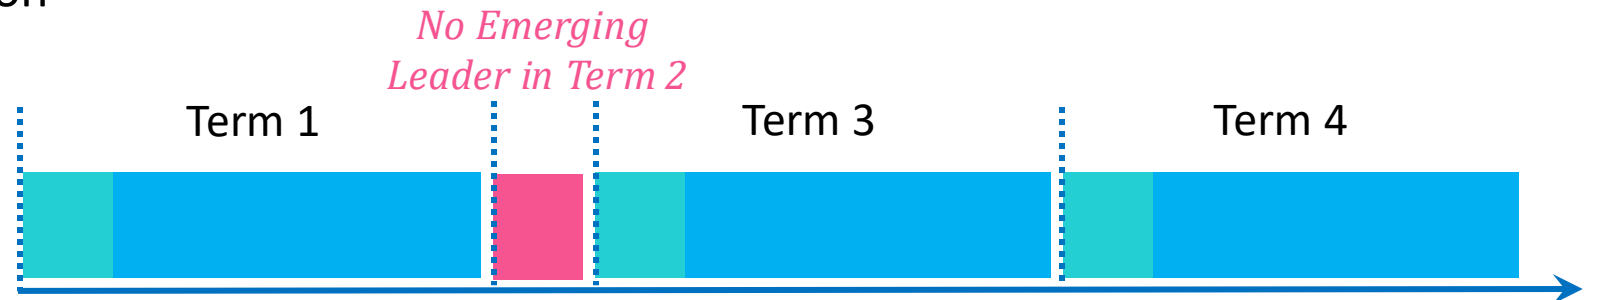 No Emerging
Leader in Term 2
Term 1
Term 3
Term 4